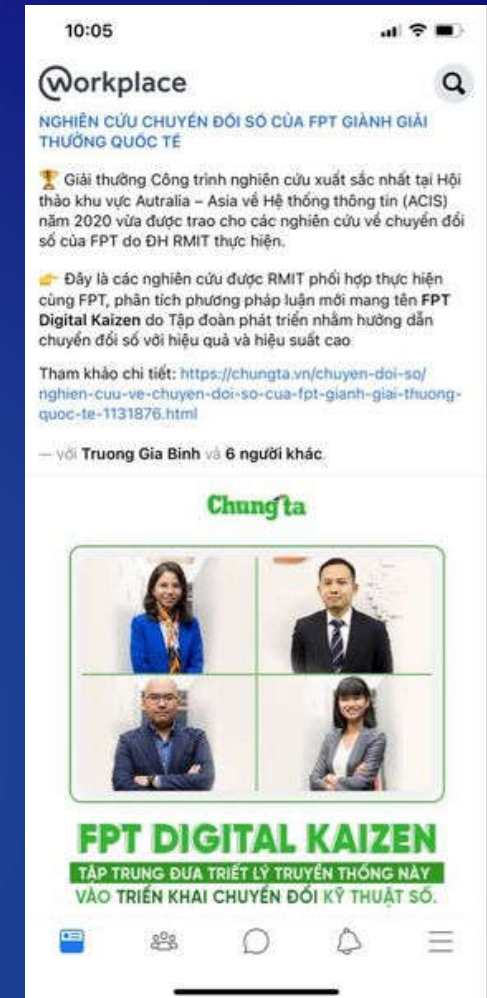 10:05
Workplace
NGHIÊN CỨU CHUYỂN ĐỔI SỐ CỦA FPT GIÀNH GIẢI
THƯỞNG QUỐC TẾ
🏆 Giải thưởng Công trình nghiên cứu xuất sắc nhất tại Hội
thảo khu vực Autralia – Asia về Hệ thống thông tin (ACIS)
năm 2020 vừa được trao cho các nghiên cứu về chuyển đổi
số của FPT do ĐH RMIT thực hiện.
👉 Đây là các nghiên cứu được RMIT phối hợp thực hiện
cùng FPT, phân tích phương pháp luận mới mang tên FPT
Digital Kaizen do Tập đoàn phát triển nhằm hướng dẫn
chuyển đổi số với hiệu quả và hiệu suất cao
Tham khảo chi tiết: https://chungta.vn/chuyen-doi-so/
nghien-cuu-ve-chuyen-doi-so-cua-fpt-gianh-giai-thuong-
quoc-te-1131876.html
— với Truong Gia Binh và 6 người khác.
Chungta
FPT DIGITAL KAIZEN
TẬP TRUNG ĐƯA TRIẾT LÝ TRUYỀN THỐNG NÀY
VÀO TRIỂN KHAI CHUYỂN ĐỔI KỸ THUẬT SỐ.